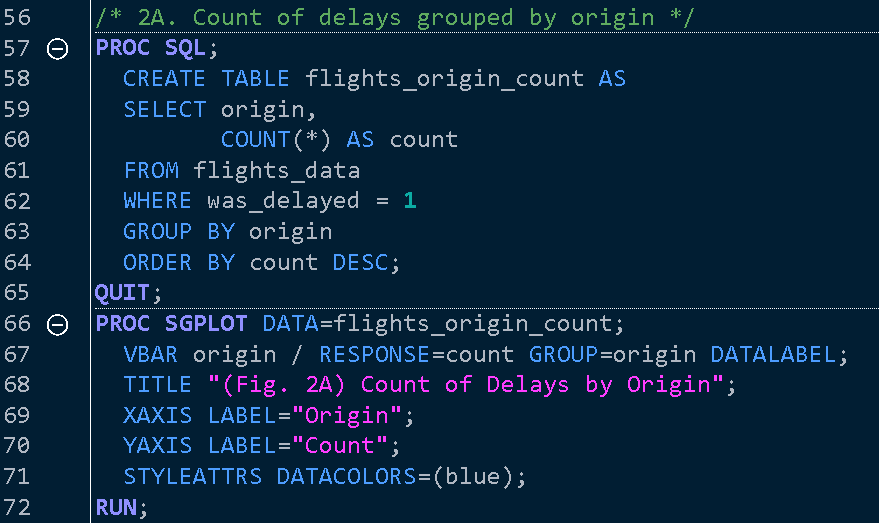 56 /* 2A. Count of delays grouped by origin */
57 PROC SQL;
58 CREATE TABLE flights_origin_count AS
59 SELECT origin,
60 COUNT(*) AS count
61 FROM flights_data
62 WHERE was_delayed = 1
63 GROUP BY origin
64 ORDER BY count DESC;
65 QUIT;
66 PROC SGPLOT DATA=flights_origin_count;
67 VBAR origin / RESPONSE=count GROUP=origin DATALABEL;
68 TITLE "(Fig. 2A) Count of Delays by Origin";
69 XAXIS LABEL="Origin";
70 YAXIS LABEL="Count";
71 STYLEATTRS DATACOLORS=(blue);
72 RUN;